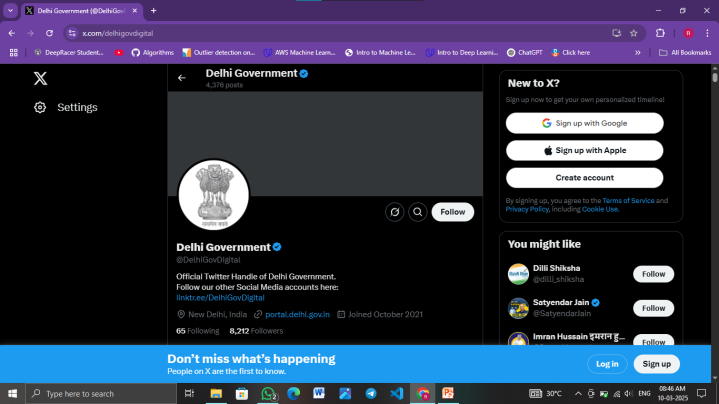 Delhi Government (@DelhiGovD
x.com/delhigovdigital
DeepRacer Student...
Algorithms
Outlier detection on...
AWS Machine Learn...
Intro to Machine Le...
Intro to Deep Learni...
ChatGPT
Click here
All Bookmarks
Settings
Delhi Government
4,376 posts
Follow
Delhi Government
@DelhiGovDigital
Official Twitter Handle of Delhi Government.
Follow our other Social Media accounts here:
linktr.ee/DelhiGovDigital
New Delhi, India portal.delhi.gov.in Joined October 2021
65 Following 8,212 Followers
New to X?
Sign up now to get your own personalized timeline!
Sign up with Google
Sign up with Apple
Create account
By signing up, you agree to the Terms of Service and
Privacy Policy, including Cookie Use.
You might like
Dilli Shiksha
@dilli_shiksha
Follow
Satyendar Jain
@SatyendarJain
Follow
Imran Hussain इमरान हु...
Follow
Don't miss what's happening
People on X are the first to know.
Log in
Sign up
Type here to search
2
30°C
ENG
08:46 AM
10-03-2025